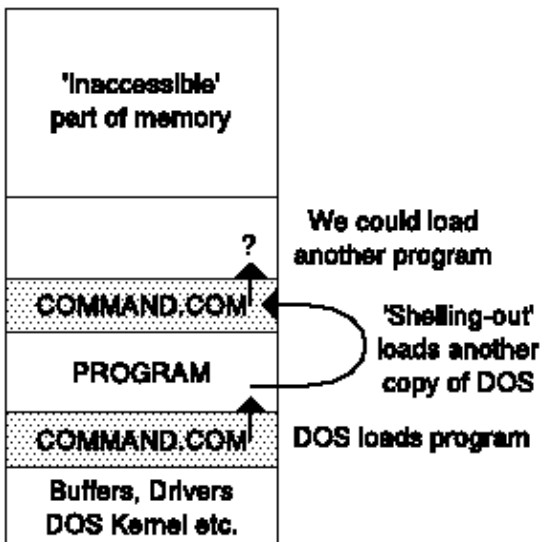 'Inaccessible'
part of memory
?
We could load
another program
COMMAND.COM
'Shelling-out'
loads another
copy of DOS
PROGRAM
COMMAND.COM
DOS loads program
Buffers, Drivers
DOS Kernel etc.